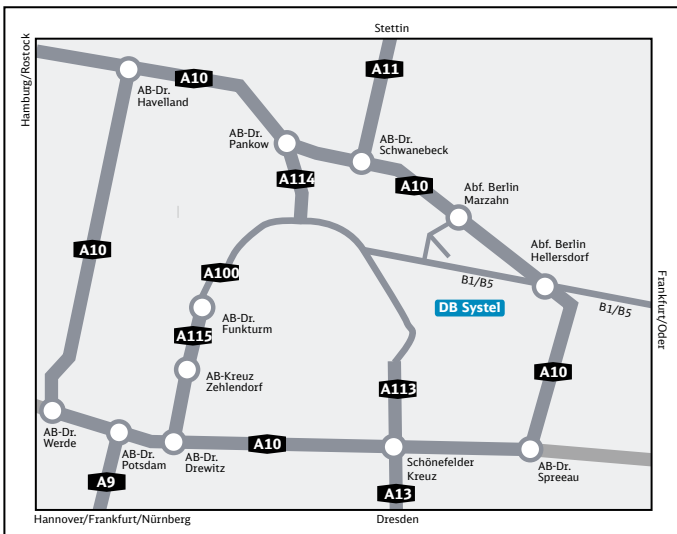 Stettin
Hamburg/Rostock
A11
A10
AB-Dr.
Havelland
AB-Dr.
Pankow
AB-Dr.
Schwanebeck
A114
A10
Abf. Berlin
Marzahn
A10
Abf. Berlin
Hellersdorf
A100
B1/B5
B1/B5
Frankfurt/Oder
DB Systel
AB-Dr.
Funkturm
A115
AB-Kreuz
Zehlendorf
A10
A113
AB-Dr.
Werde
AB-Dr.
Potsdam
AB-Dr.
Drewitz
A10
Schönefelder
Kreuz
AB-Dr.
Spreeau
A9
A13
Hannover/Frankfurt/Nürnberg
Dresden